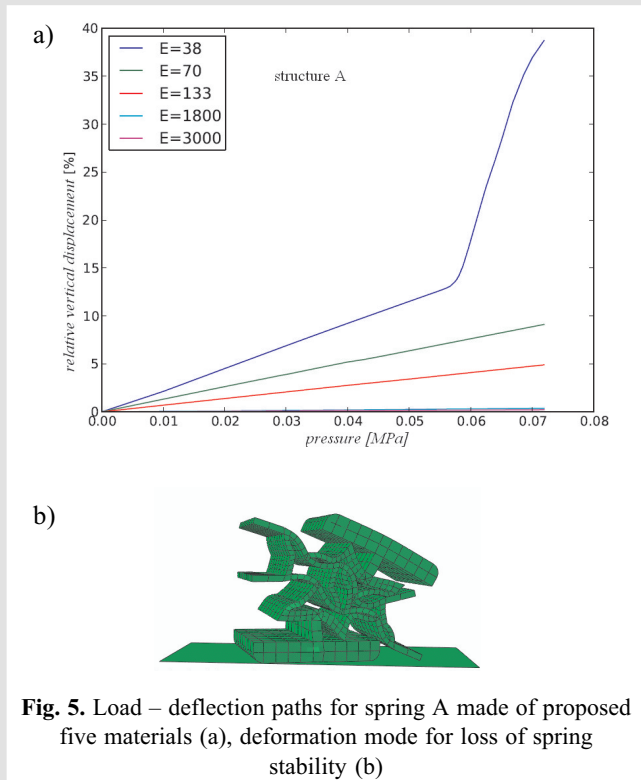 a)
40
35
30
25
20
15
10
5
0
relative vertical displacement [%]
E=38
E=70
E=133
E=1800
E=3000
structure A
0.00
0.01
0.02
0.03
0.04
0.05
0.06
0.07
0.08
pressure [MPa]
b)
Fig. 5. Load – deflection paths for spring A made of proposed
five materials (a), deformation mode for loss of spring
stability (b)